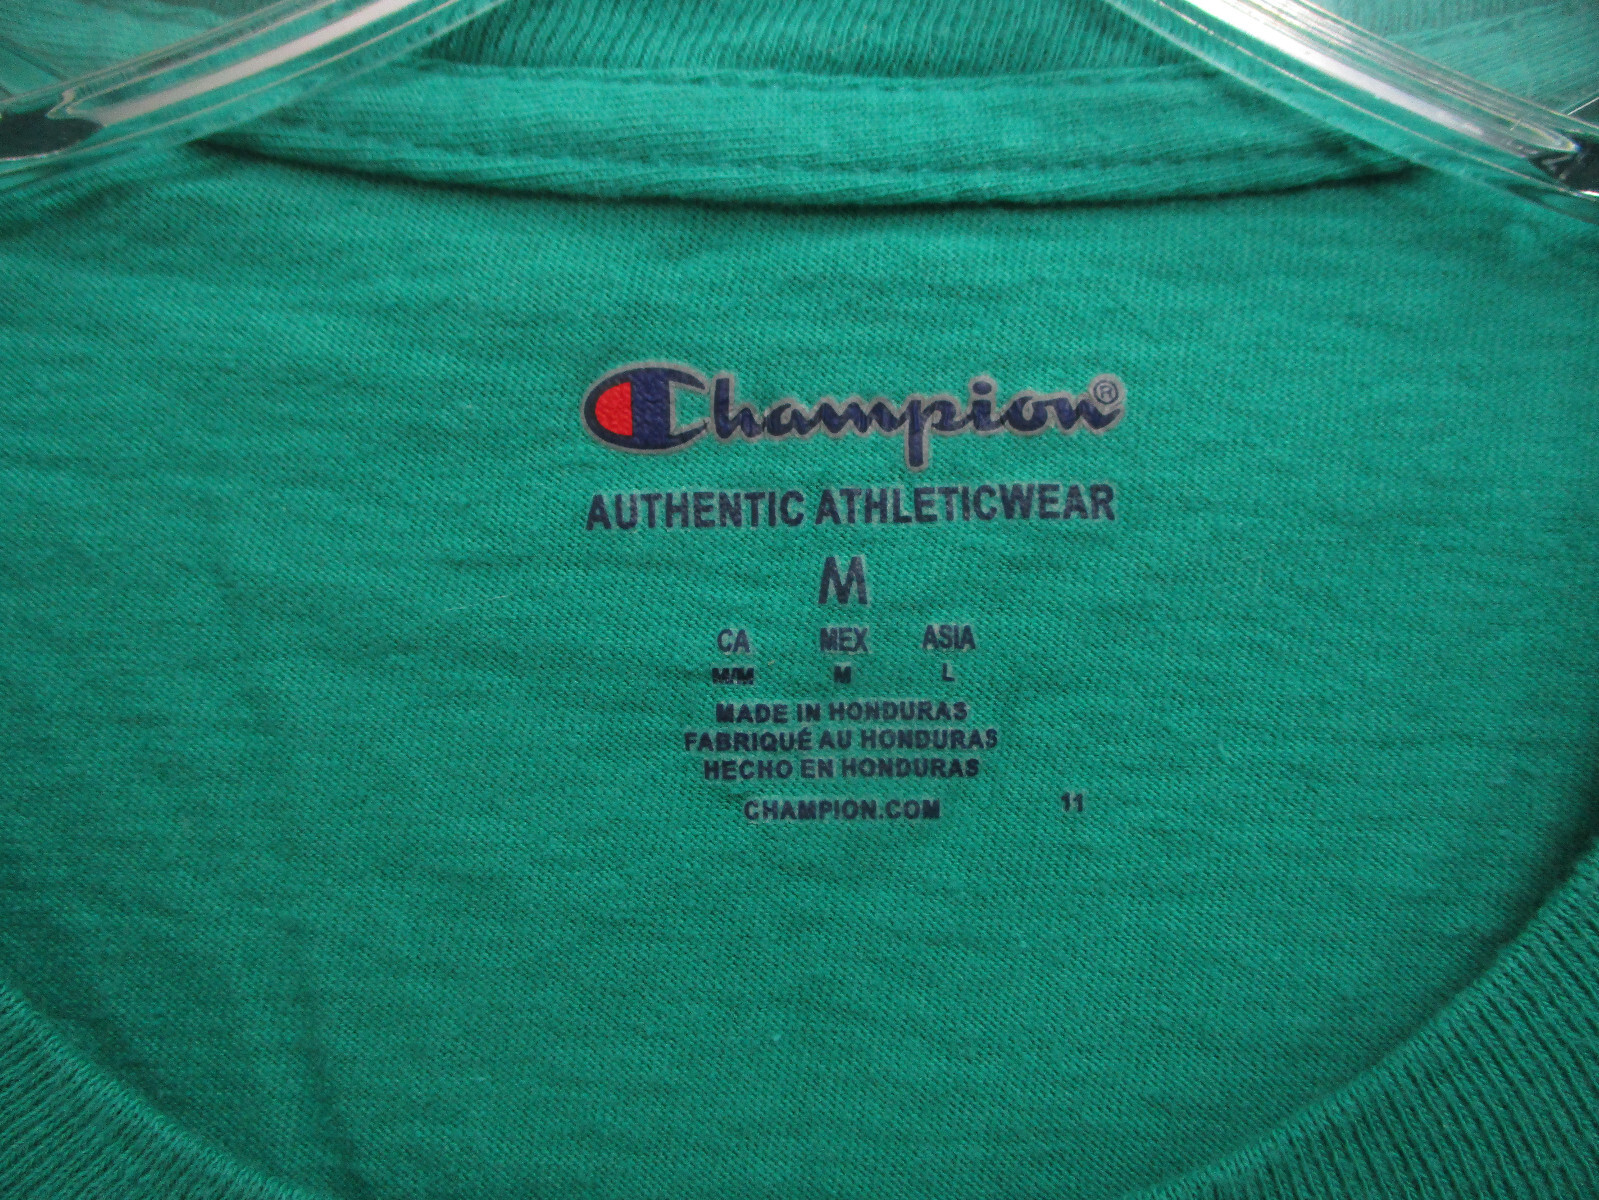 Champion®
AUTHENTIC ATHLETICWEAR
M
CA MEX ASIA
M/M M L
MADE IN HONDURAS
FABRIQUÉ AU HONDURAS
HECHO EN HONDURAS
CHAMPION.COM 11